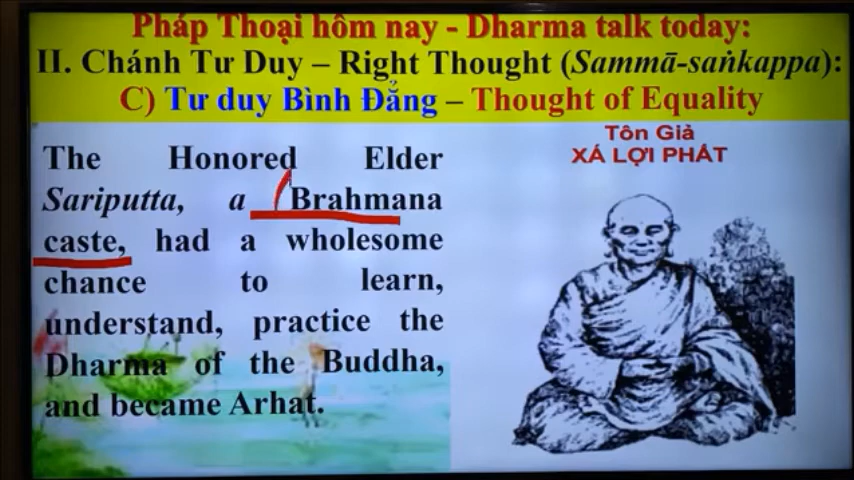 Pháp Thoại hôm nay - Dharma talk today:
II. Chánh Tư Duy – Right Thought (Sammā-saṅkappa):
C) Tư duy Bình Đẳng – Thought of Equality
Tôn Giả
XÁ LỢI PHẤT
The Honored Elder
Sariputta, a Brahmana
caste, had a wholesome
chance to learn,
understand, practice the
Dharma of the Buddha,
and became Arhat.